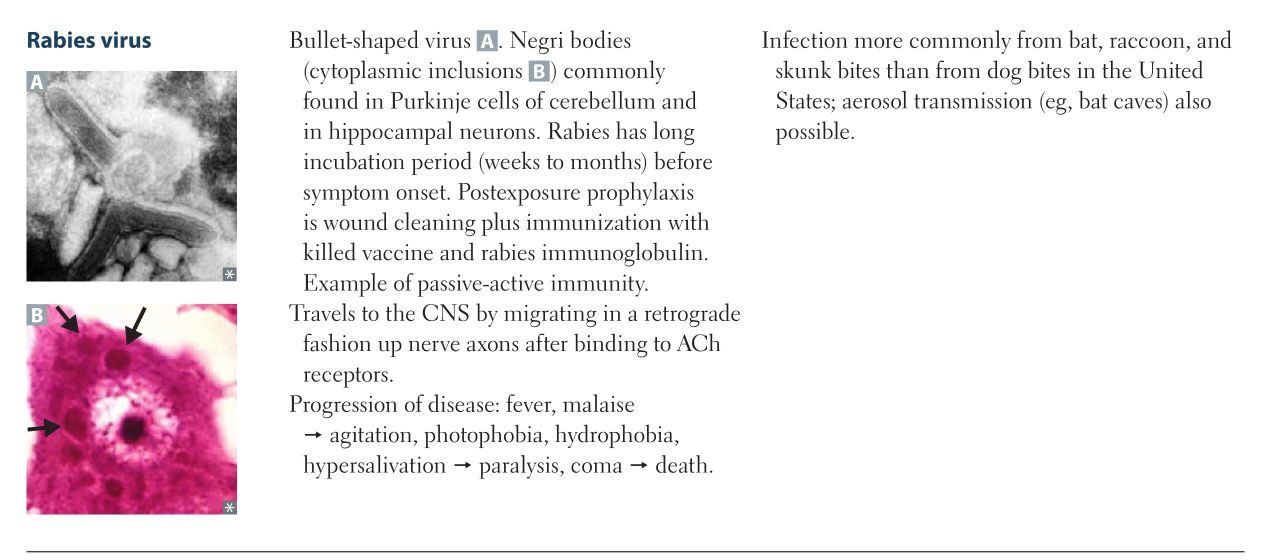 Rabies virus
A
B
Bullet-shaped virus A. Negri bodies
(cytoplasmic inclusions B) commonly
found in Purkinje cells of cerebellum and
in hippocampal neurons. Rabies has long
incubation period (weeks to months) before
symptom onset. Postexposure prophylaxis
is wound cleaning plus immunization with
killed vaccine and rabies immunoglobulin.
Example of passive-active immunity.
Travels to the CNS by migrating in a retrograde
fashion up nerve axons after binding to ACh
receptors.
Progression of disease: fever, malaise
→ agitation, photophobia, hydrophobia,
hypersalivation → paralysis, coma → death.
Infection more commonly from bat, raccoon, and
skunk bites than from dog bites in the United
States; aerosol transmission (eg, bat caves) also
possible.